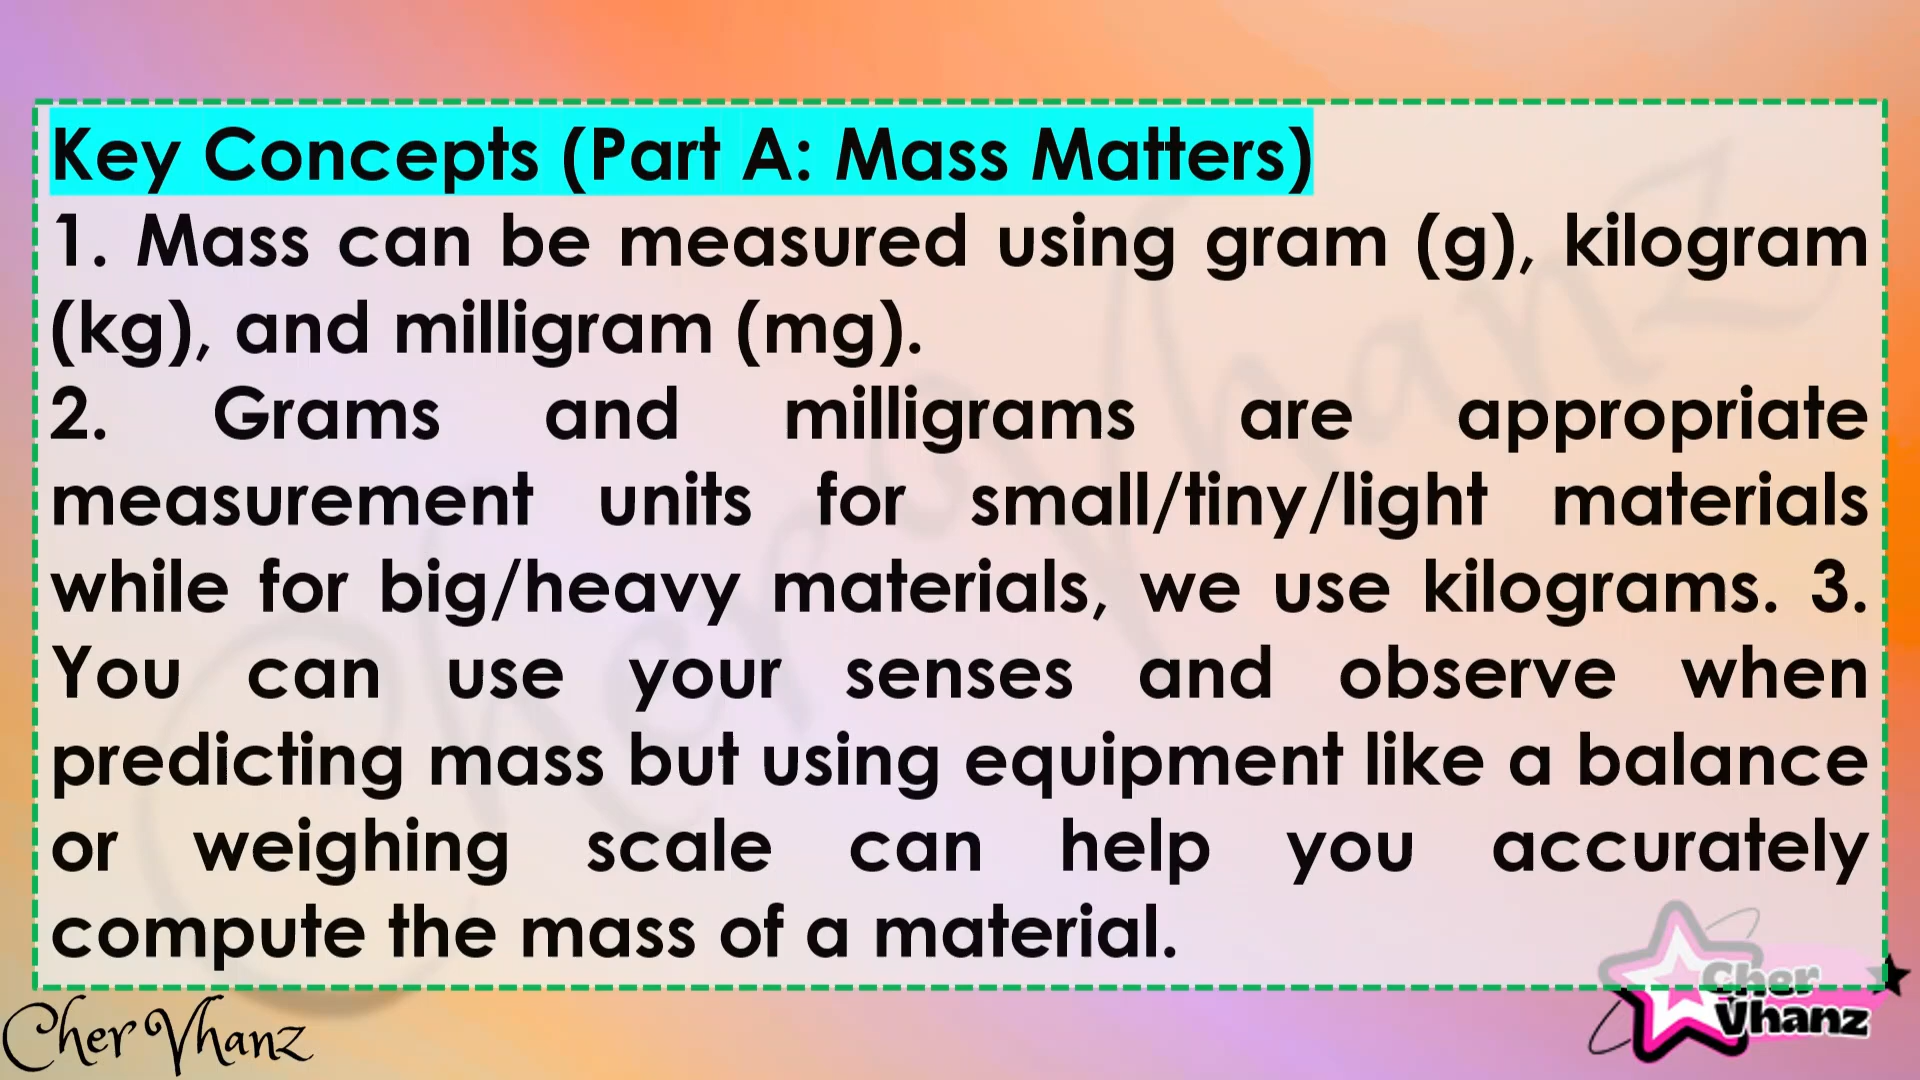 Key Concepts (Part A: Mass Matters)
1. Mass can be measured using gram (g), kilogram
(kg), and milligram (mg).
2. Grams and milligrams are appropriate
measurement units for small/tiny/light materials
while for big/heavy materials, we use kilograms. 3.
You can use your senses and observe when
predicting mass but using equipment like a balance
or weighing scale can help you accurately
compute the mass of a material.
Cher Vhanz
Cher Vhanz
Cher
Vhanz